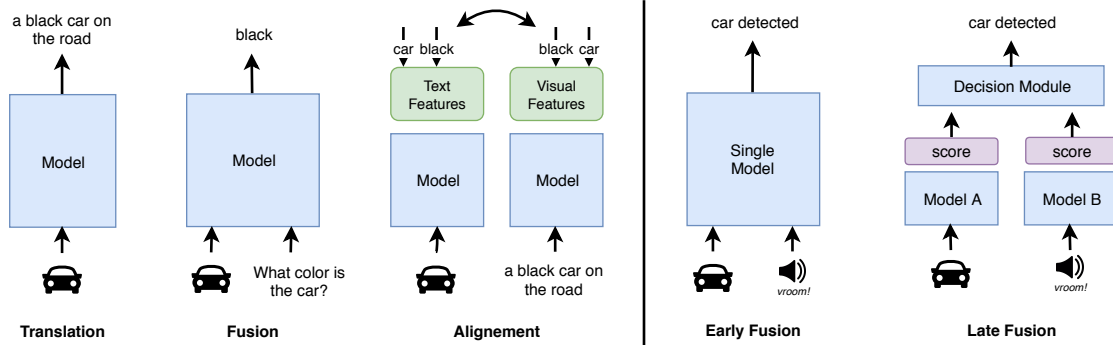 a black car on
the road
Model
Translation
black
Model
What color is
the car?
Fusion
car black
black car
Text
Features
Visual
Features
Model
Model
a black car on
the road
Alignement
car detected
Single
Model
vroom!
Early Fusion
car detected
Decision Module
score
score
Model A
Model B
vroom!
Late Fusion